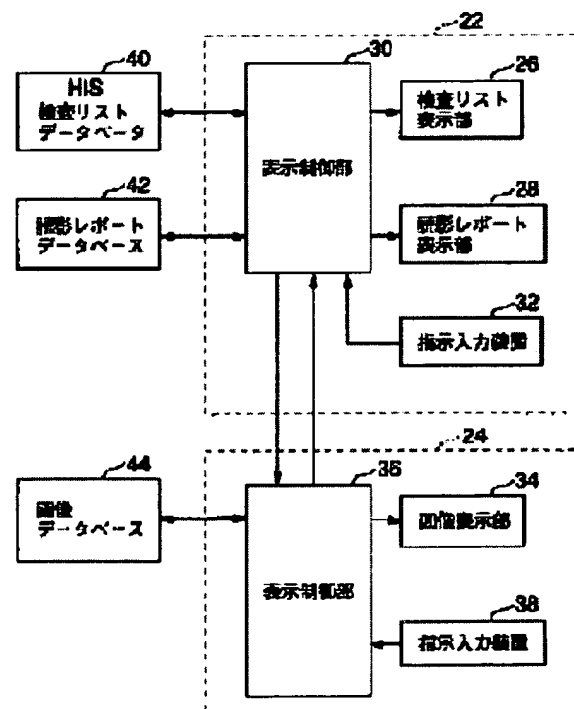 22
40
30
26
HIS
検査リスト
データベータ
検査リスト
表示部
表示制御部
42
28
読影レポート
データベース
読影レポート
表示部
32
指示入力装置
24
44
36
34
画像
データベース
画像表示部
表示制御部
38
指示入力装置